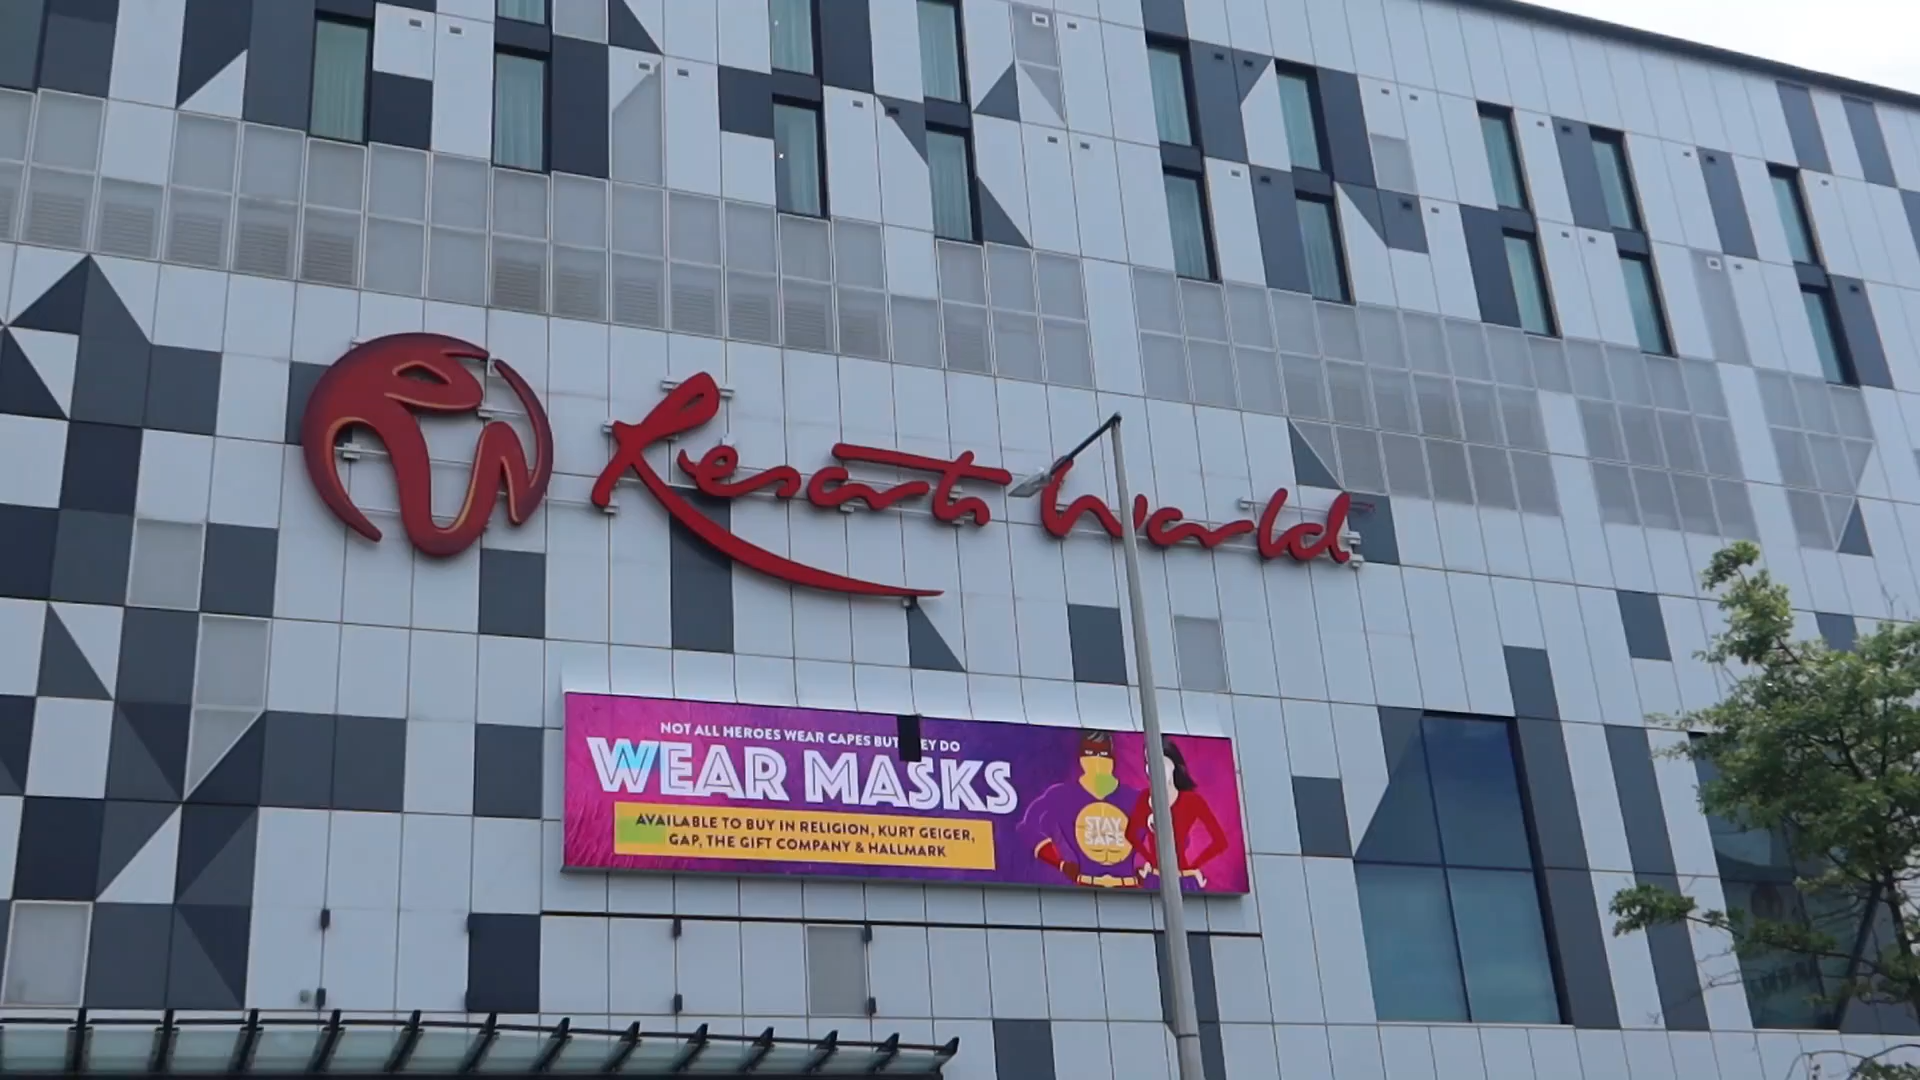 Resorts World
NOT ALL HEROES WEAR CAPES BUT EY DO
WEAR MASKS
AVAILABLE TO BUY IN RELIGION, KURT GEIGER,
GAP, THE GIFT COMPANY & HALLMARK
STAY
SAFE